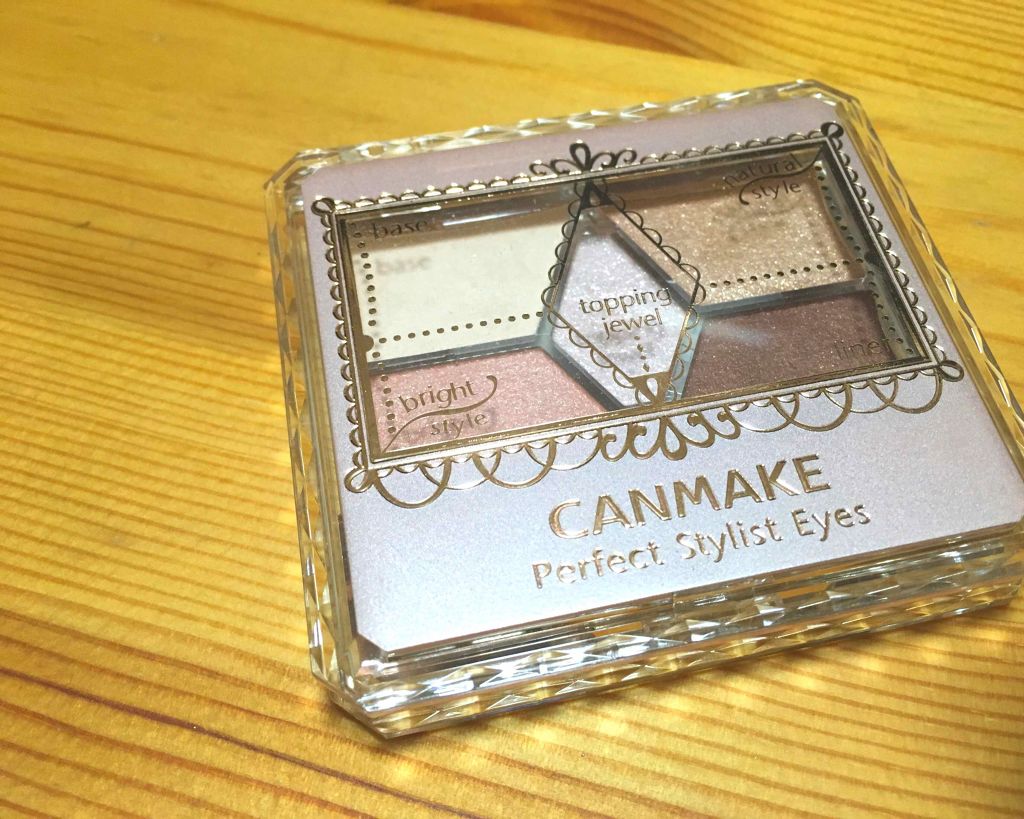 base
natural
style
topping
jewel
bright
style
liner
CANMAKE
Perfect Stylist Eyes